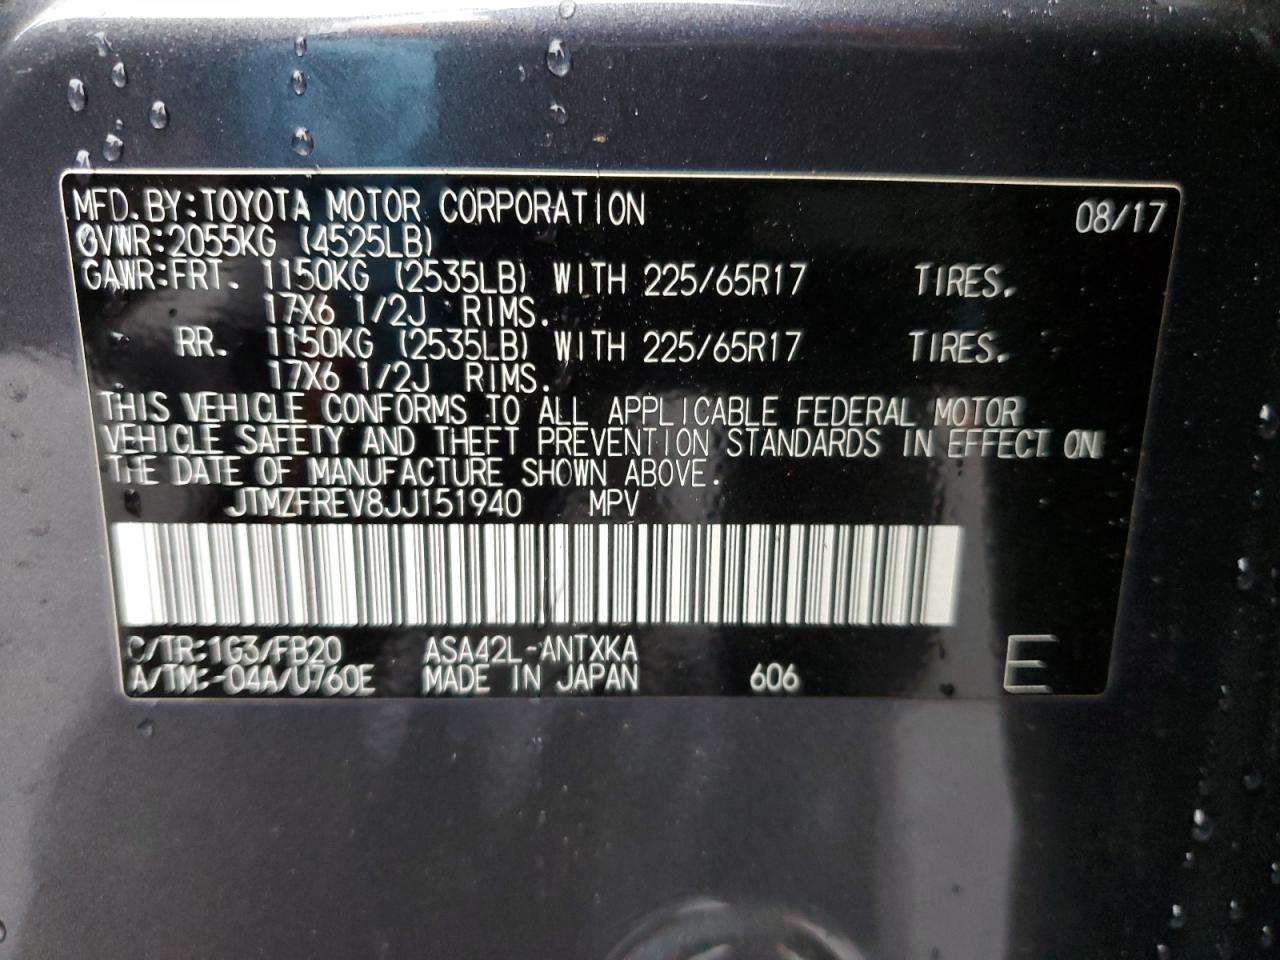 MFD.BY:TOYOTA MOTOR CORPORATION 08/17
GVWR:2055KG (4525LB)
GAWR:FRT. 1150KG (2535LB) WITH 225/65R17 TIRES.
17X6 1/2J RIMS.
RR. 1150KG (2535LB) WITH 225/65R17 TIRES.
17X6 1/2J RIMS.
THIS VEHICLE CONFORMS TO ALL APPLICABLE FEDERAL MOTOR
VEHICLE SAFETY AND THEFT PREVENTION STANDARDS IN EFFECT ON
THE DATE OF MANUFACTURE SHOWN ABOVE.
JTMZFREV8JJ151940 MPV
C/TR:1G3/FB20 ASA42L-ANTXKA
A/TM:-04A/U760E MADE IN JAPAN 606 E